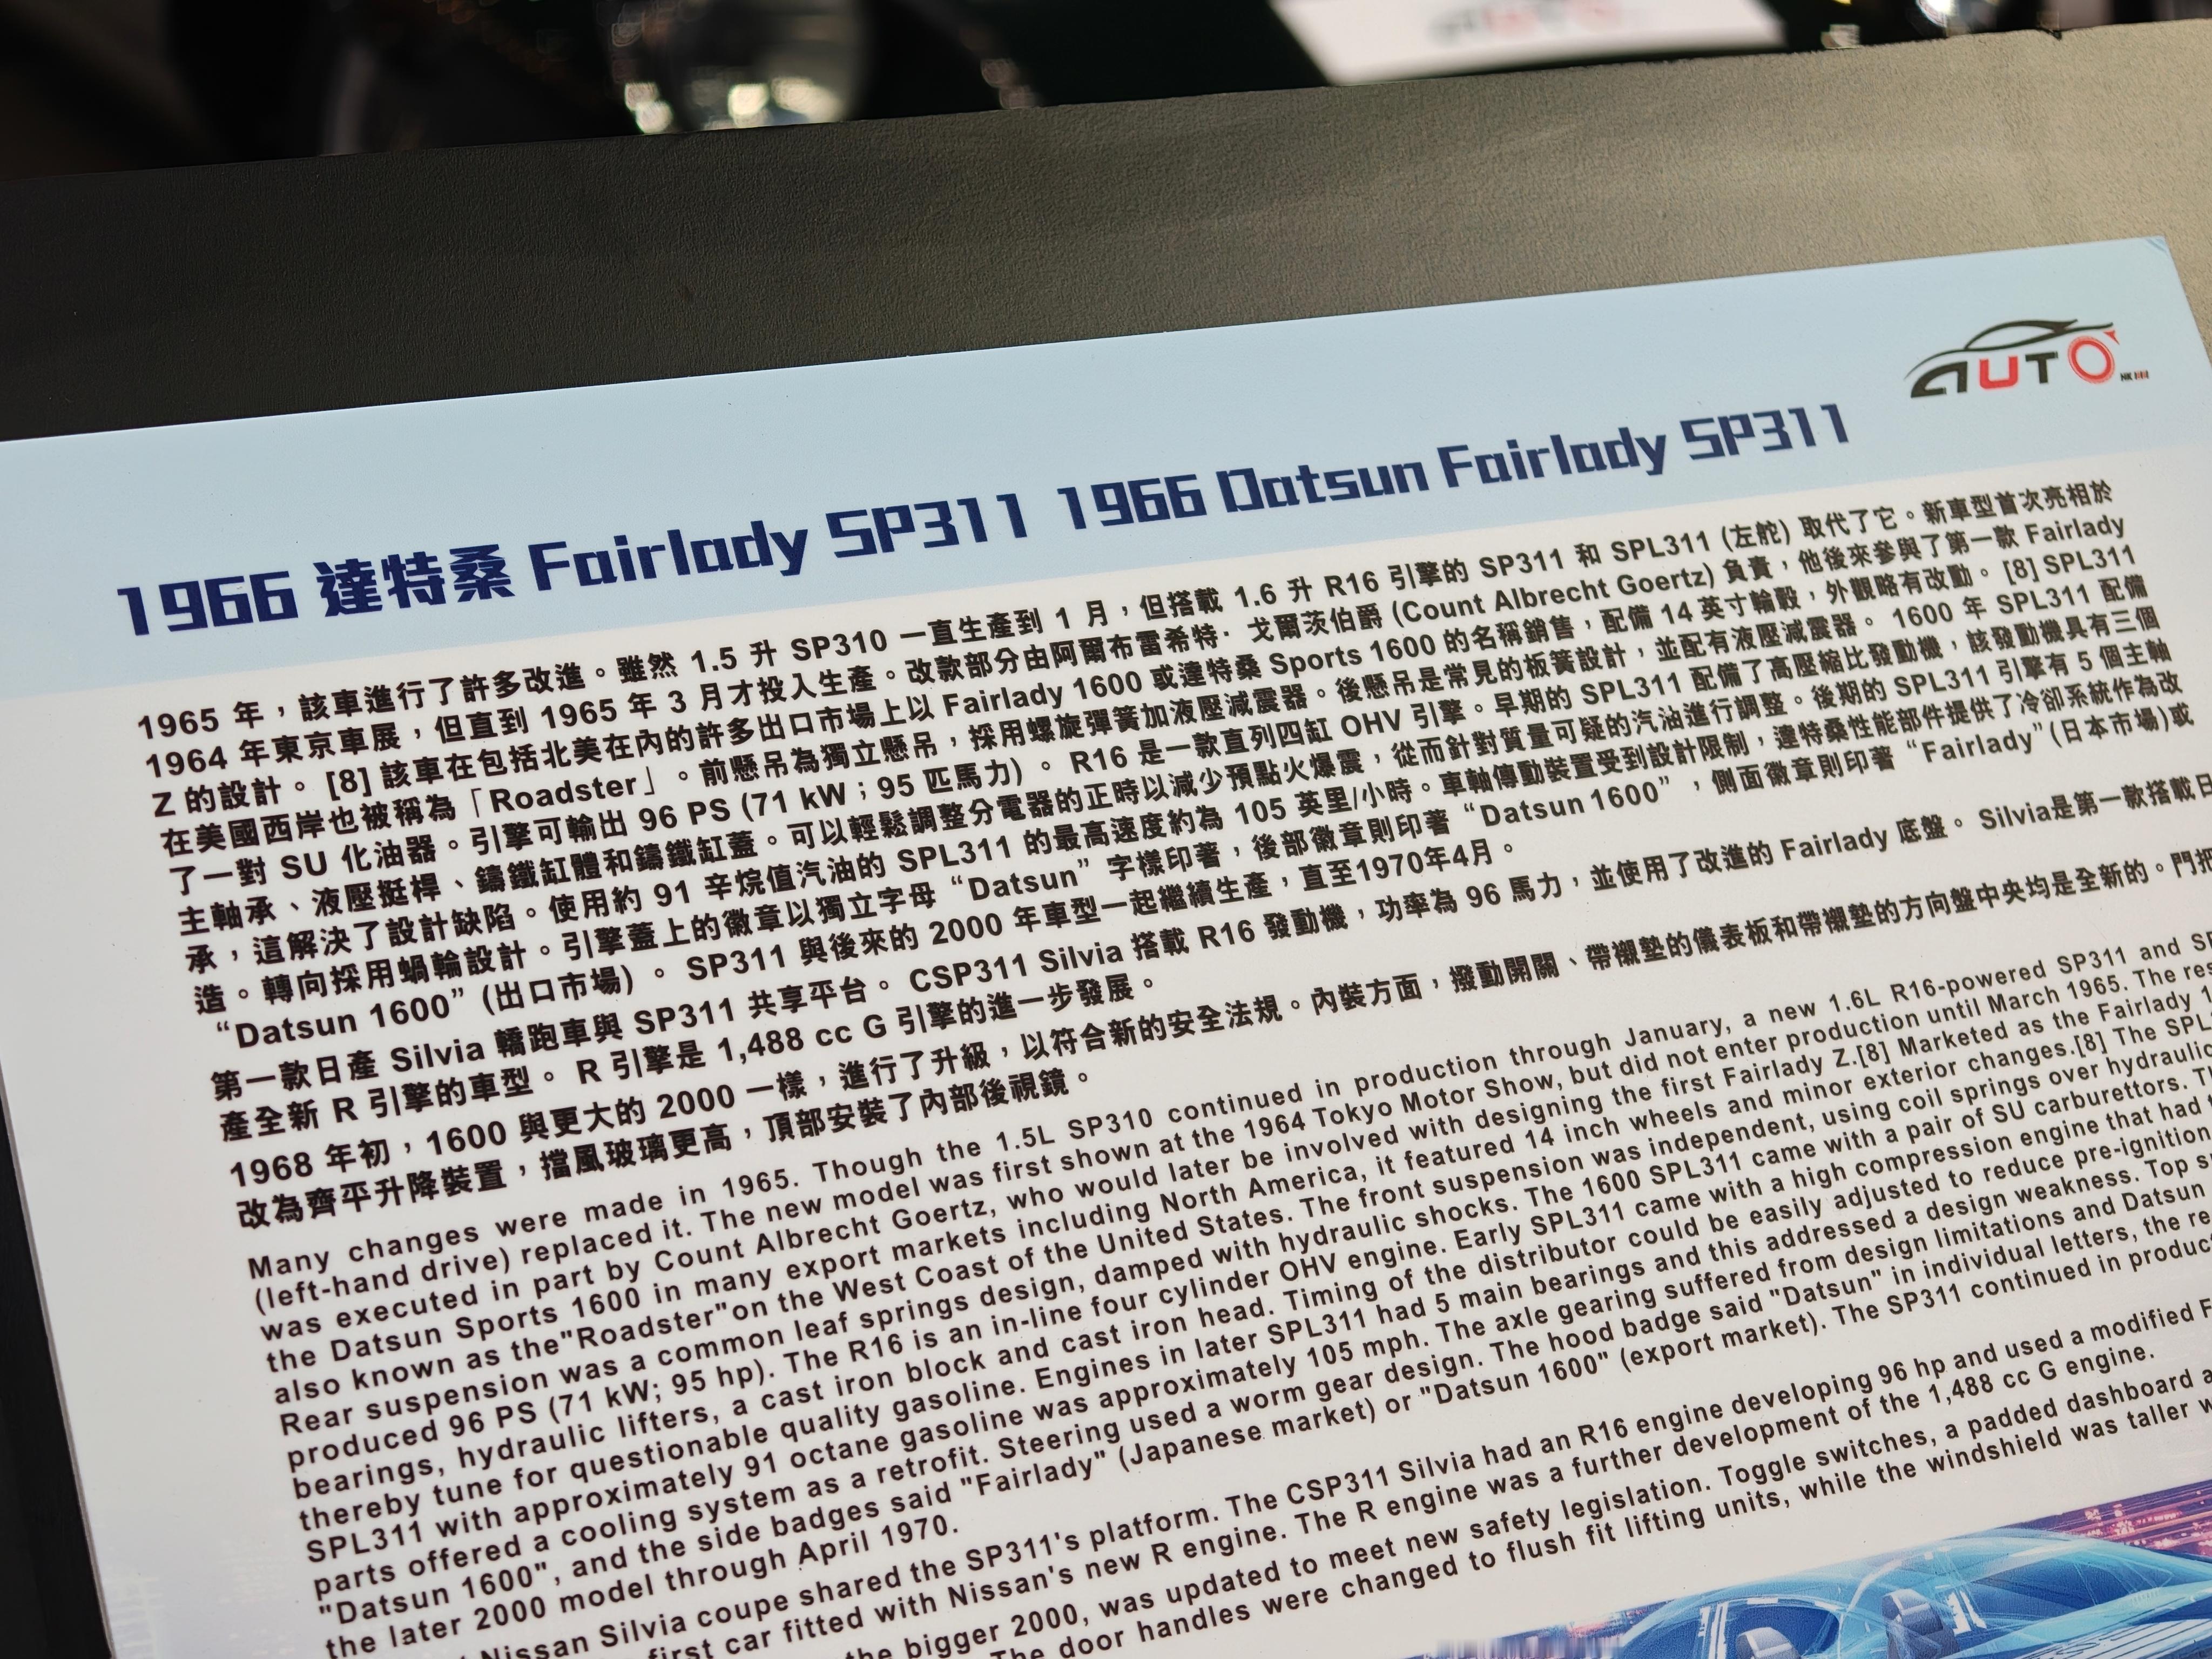 AUTO
1966 達特桑 Fairlady SP311 1966 Datsun Fairlady SP311
1965 年，該車進行了許多改進。雖然 1.5 升 SP310 一直生產到 1 月，但搭載 1.6 升 R16 引擎的 SP311 和 SPL311 (左舵) 取代了它。新車型首次亮相於
1964 年東京車展，但直到 1965 年 3 月才投入生產。改款部分由阿爾布雷希特· 戈爾茨伯爵 (Count Albrecht Goertz) 負責，他後來參與了第一款 Fairlady
Z 的設計。 [8] 該車在包括北美在內的許多出口市場上以 Fairlady 1600 或達特桑 Sports 1600 的名稱銷售，配備 14 英寸輪轂，外觀略有改動。 [8] SPL311
在美國西岸也被稱為「Roadster」。前懸吊為獨立懸吊，採用螺旋彈簧加液壓減震器。後懸吊是常見的板簧設計，並配有液壓減震器。 1600 年 SPL311 配備
了一對 SU 化油器。引擎可輸出 96 PS (71 kW；95 匹馬力) 。 R16 是一款直列四缸 OHV 引擎。早期的 SPL311 配備了高壓縮比發動機，該發動機具有三個
主軸承、液壓挺桿、鑄鐵缸體和鑄鐵缸蓋。可以輕鬆調整分電器的正時以減少預點火爆震，從而針對質量可疑的汽油進行調整。後期的 SPL311 引擎有 5 個主軸
承，這解決了設計缺陷。使用約 91 辛烷值汽油的 SPL311 的最高速度約為 105 英里/小時。車軸傳動裝置受到設計限制，達特桑性能部件提供了冷卻系統作為改
造。轉向採用蝸輪設計。引擎蓋上的徽章以獨立字母 “Datsun” 字樣印著，後部徽章則印著 “Datsun 1600” ，側面徽章則印著 “Fairlady” (日本市場)或
“Datsun 1600” (出口市場) 。 SP311 與後來的 2000 年車型一起繼續生產，直至1970年4月。
第一款日產 Silvia 轎跑車與 SP311 共享平台。 CSP311 Silvia 搭載 R16 發動機，功率為 96 馬力，並使用了改進的 Fairlady 底盤。 Silvia是第一款搭載日
產全新 R 引擎的車型。 R 引擎是 1,488 cc G 引擎的進一步發展。
1968 年初，1600 與更大的 2000 一樣，進行了升級，以符合新的安全法規。內裝方面，撥動開關、帶襯墊的儀表板和帶襯墊的方向盤中央均是全新的。門把
改為齊平升降裝置，擋風玻璃更高，頂部安裝了內部後視鏡。
Many changes were made in 1965. Though the 1.5L SP310 continued in production through January, a new 1.6L R16-powered SP311 and
(left-hand drive) replaced it. The new model was first shown at the 1964 Tokyo Motor Show, but did not enter production until March 1965. The
was executed in part by Count Albrecht Goertz, who would later be involved with designing the first Fairlady Z.[8] Marketed as the Fairlady
the Datsun Sports 1600 in many export markets including North America, it featured 14 inch wheels and minor exterior changes.[8] The
also known as the"Roadster"on the West Coast of the United States. The front suspension was independent, using coil springs over hydraulic
Rear suspension was a common leaf springs design, damped with hydraulic shocks. The 1600 SPL311 came with a pair of SU carburettors.
produced 96 PS (71 kW; 95 hp). The R16 is an in-line four cylinder OHV engine. Early SPL311 came with a high compression engine that had
bearings, hydraulic lifters, a cast iron block and cast iron head. Timing of the distributor could be easily adjusted to reduce pre-ignition
thereby tune for questionable quality gasoline. Engines in later SPL311 had 5 main bearings and this addressed a design weakness. Top
SPL311 with approximately 91 octane gasoline was approximately 105 mph. The axle gearing suffered from design limitations and Datsun
parts offered a cooling system as a retrofit. Steering used a worm gear design. The hood badge said "Datsun" in individual letters, the
"Datsun 1600", and the side badges said "Fairlady" (Japanese market) or "Datsun 1600" (export market). The SP311 continued in
the later 2000 model through April 1970.
Nissan Silvia coupe shared the SP311's platform. The CSP311 Silvia had an R16 engine developing 96 hp and used a modified
first car fitted with Nissan's new R engine. The R engine was a further development of the 1,488 cc G engine.
the bigger 2000, was updated to meet new safety legislation. Toggle switches, a padded dashboard
The door handles were changed to flush fit lifting units, while the windshield was taller